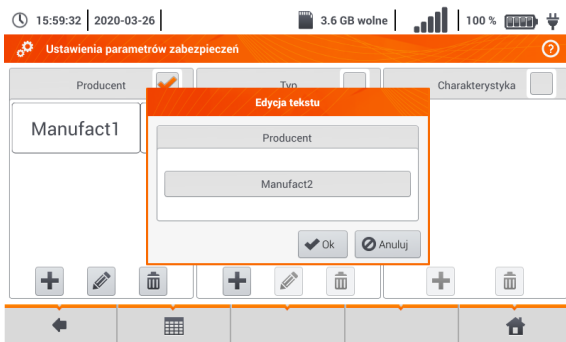 15:59:32 2020-03-26 3.6 GB wolne 100 %
Ustawienia parametrów zabezpieczeń ?
Producent Typ Charakterystyka
Edycja tekstu
Manufact1
Producent
Manufact2
Ok Anuluj